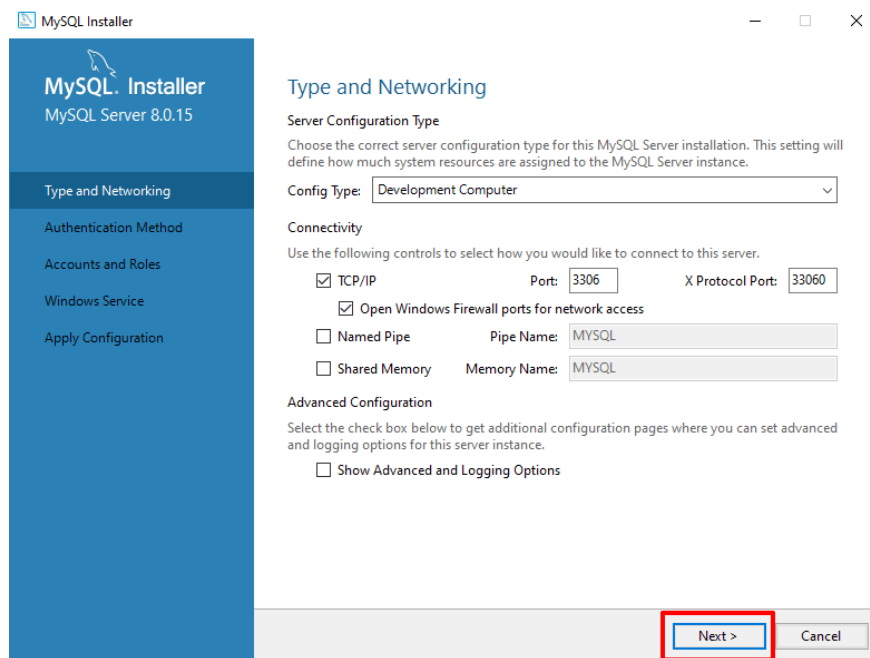 MySQL Installer
MySQL. Installer
MySQL Server 8.0.15
Type and Networking
Authentication Method
Accounts and Roles
Windows Service
Apply Configuration
Type and Networking
Server Configuration Type
Choose the correct server configuration type for this MySQL Server installation. This setting will
define how much system resources are assigned to the MySQL Server instance.
Config Type: Development Computer
Connectivity
Use the following controls to select how you would like to connect to this server.
TCP/IP Port: 3306 X Protocol Port: 33060
Open Windows Firewall ports for network access
Named Pipe Pipe Name: MYSQL
Shared Memory Memory Name: MYSQL
Advanced Configuration
Select the check box below to get additional configuration pages where you can set advanced
and logging options for this server instance.
Show Advanced and Logging Options
Next > Cancel